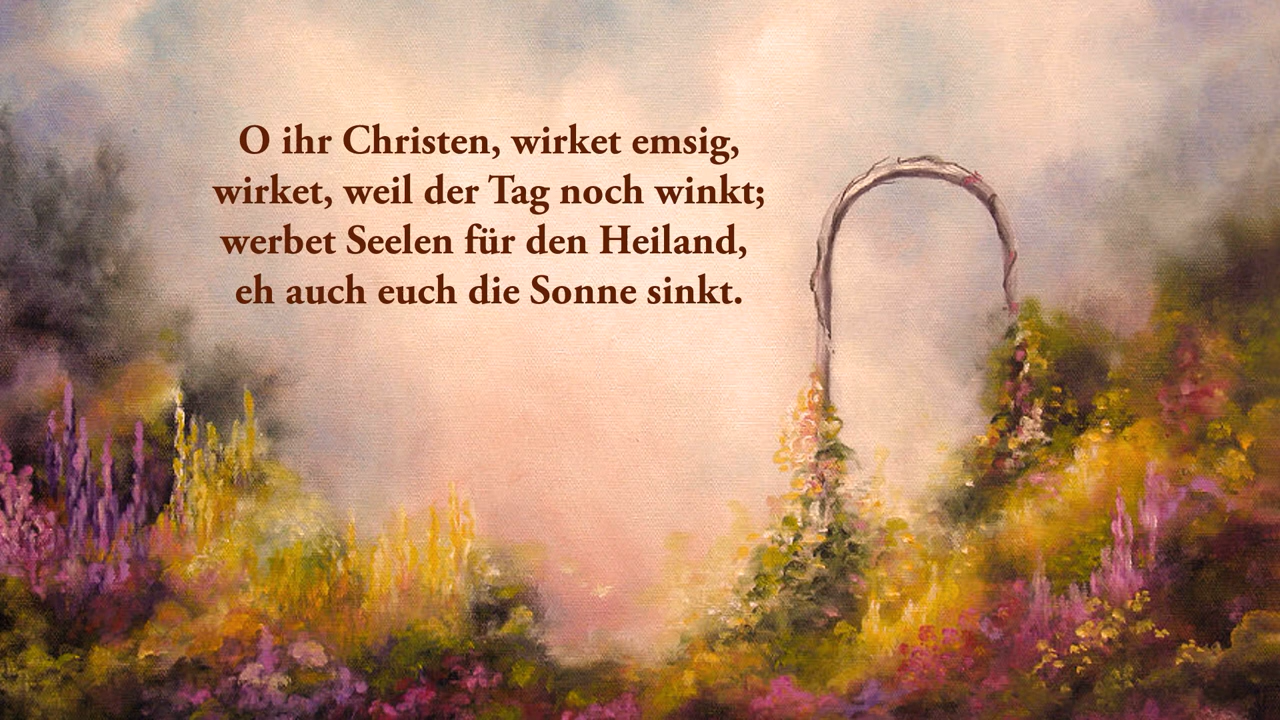 O ihr Christen, wirket emsig,
wirket, weil der Tag noch winkt;
werbet Seelen für den Heiland,
eh auch euch die Sonne sinkt.